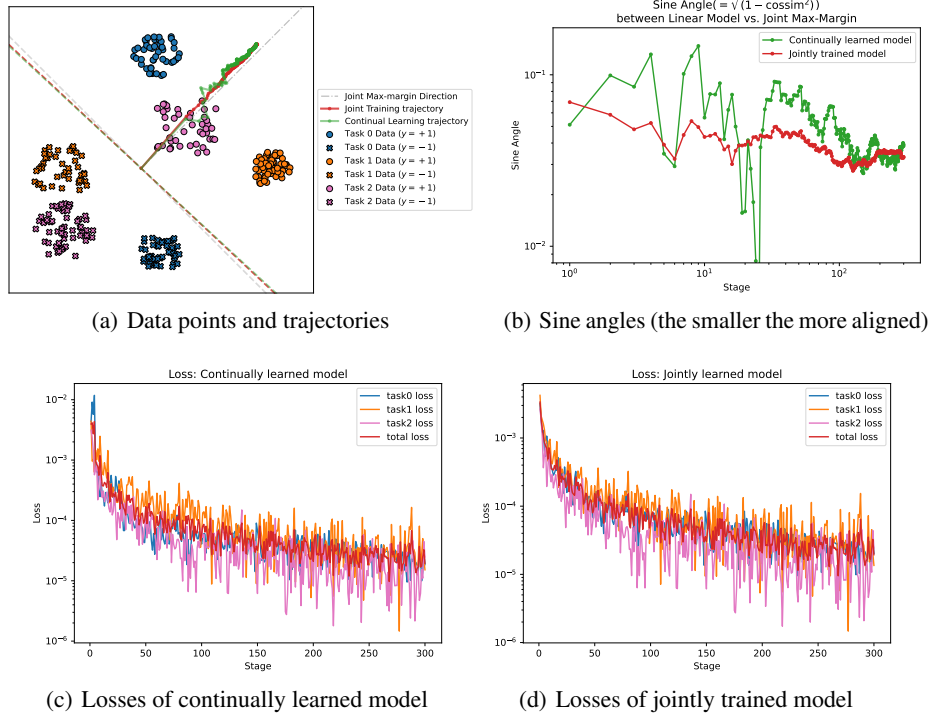 Joint Max-margin Direction
Joint Training trajectory
Continual Learning trajectory
Task 0 Data (y = +1)
Task 0 Data (y = −1)
Task 1 Data (y = +1)
Task 1 Data (y = −1)
Task 2 Data (y = +1)
Task 2 Data (y = −1)
(a) Data points and trajectories
Sine Angle( = √(1 − cossim²))
between Linear Model vs. Joint Max-Margin
Continually learned model
Jointly trained model
10⁻¹
10⁻²
Sine Angle
10⁰
10¹
10²
Stage
(b) Sine angles (the smaller the more aligned)
Loss: Continually learned model
task0 loss
task1 loss
task2 loss
total loss
10⁻²
10⁻³
10⁻⁴
10⁻⁵
10⁻⁶
Loss
0 50 100 150 200 250 300
Stage
(c) Losses of continually learned model
Loss: Jointly learned model
task0 loss
task1 loss
task2 loss
total loss
10⁻³
10⁻⁴
10⁻⁵
10⁻⁶
Loss
0 50 100 150 200 250 300
Stage
(d) Losses of jointly trained model